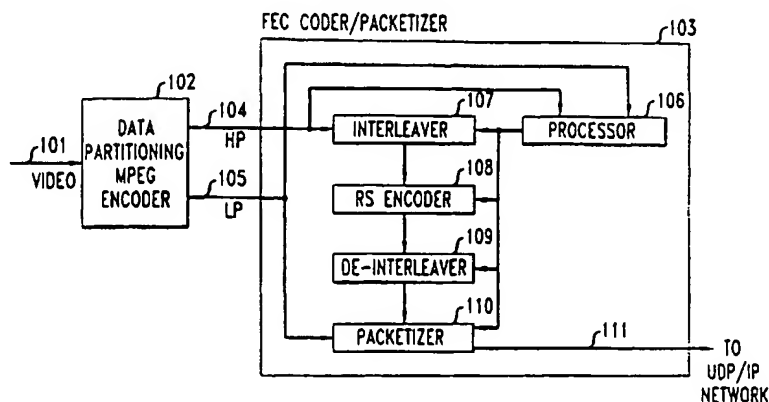 FEC CODER/PACKETIZER
103
102
DATA
PARTITIONING
MPEG
ENCODER
101
VIDEO
104
HP
105
LP
107
INTERLEAVER
106
PROCESSOR
108
RS ENCODER
109
DE-INTERLEAVER
110
PACKETIZER
111
TO
UDP/IP
NETWORK